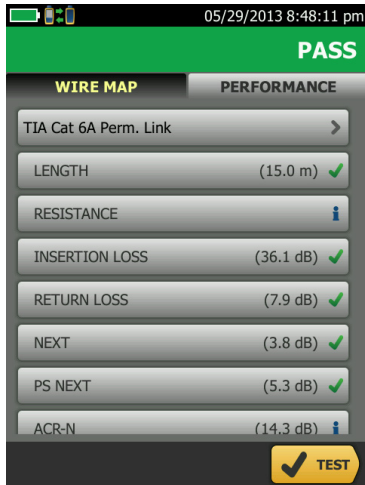 05/29/2013 8:48:11 pm
PASS
WIRE MAP PERFORMANCE
TIA Cat 6A Perm. Link
LENGTH (15.0 m)
RESISTANCE
INSERTION LOSS (36.1 dB)
RETURN LOSS (7.9 dB)
NEXT (3.8 dB)
PS NEXT (5.3 dB)
ACR-N (14.3 dB)
TEST